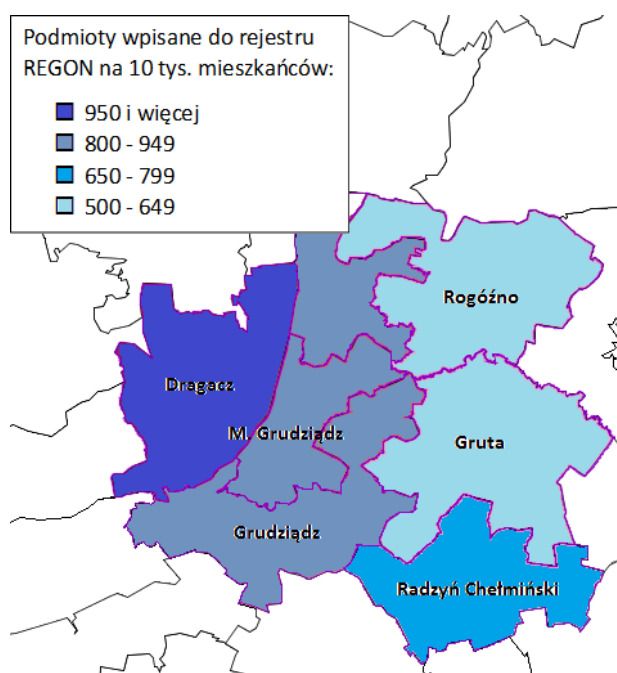 Podmioty wpisane do rejestru
REGON na 10 tys. mieszkańców:
950 i więcej
800 - 949
650 - 799
500 - 649
Rogóźno
Dragacz
M. Grudziądz
Gruta
Grudziądz
Radzyń Chełmiński